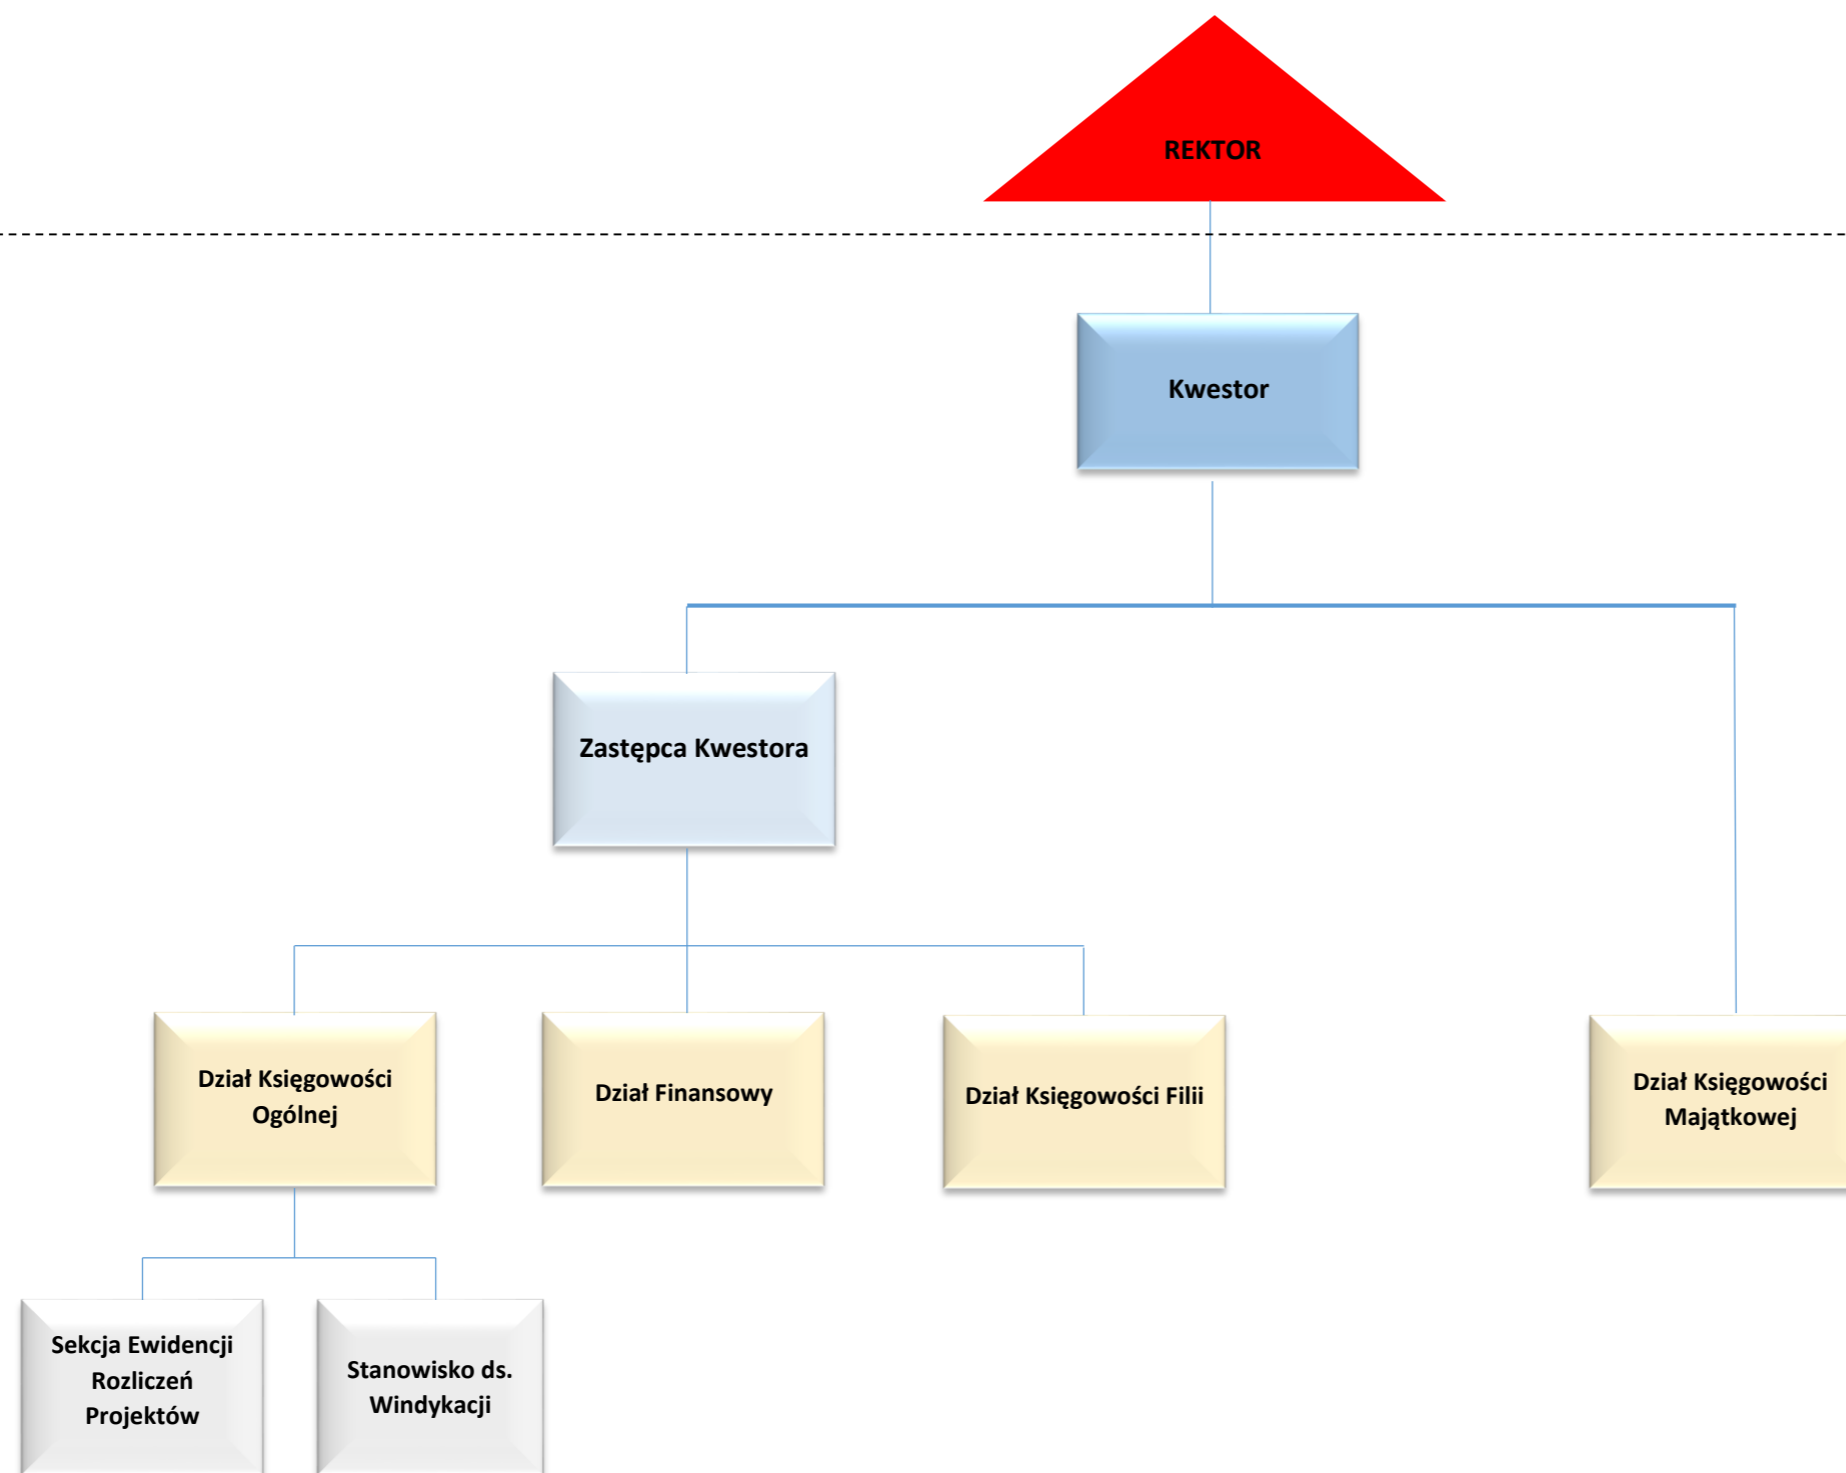 REKTOR
Kwestor
Zastępca Kwestora
Dział Księgowości
Ogólnej
Dział Finansowy
Dział Księgowości Filii
Dział Księgowości
Majątkowej
Sekcja Ewidencji
Rozliczeń
Projektów
Stanowisko ds.
Windykacji